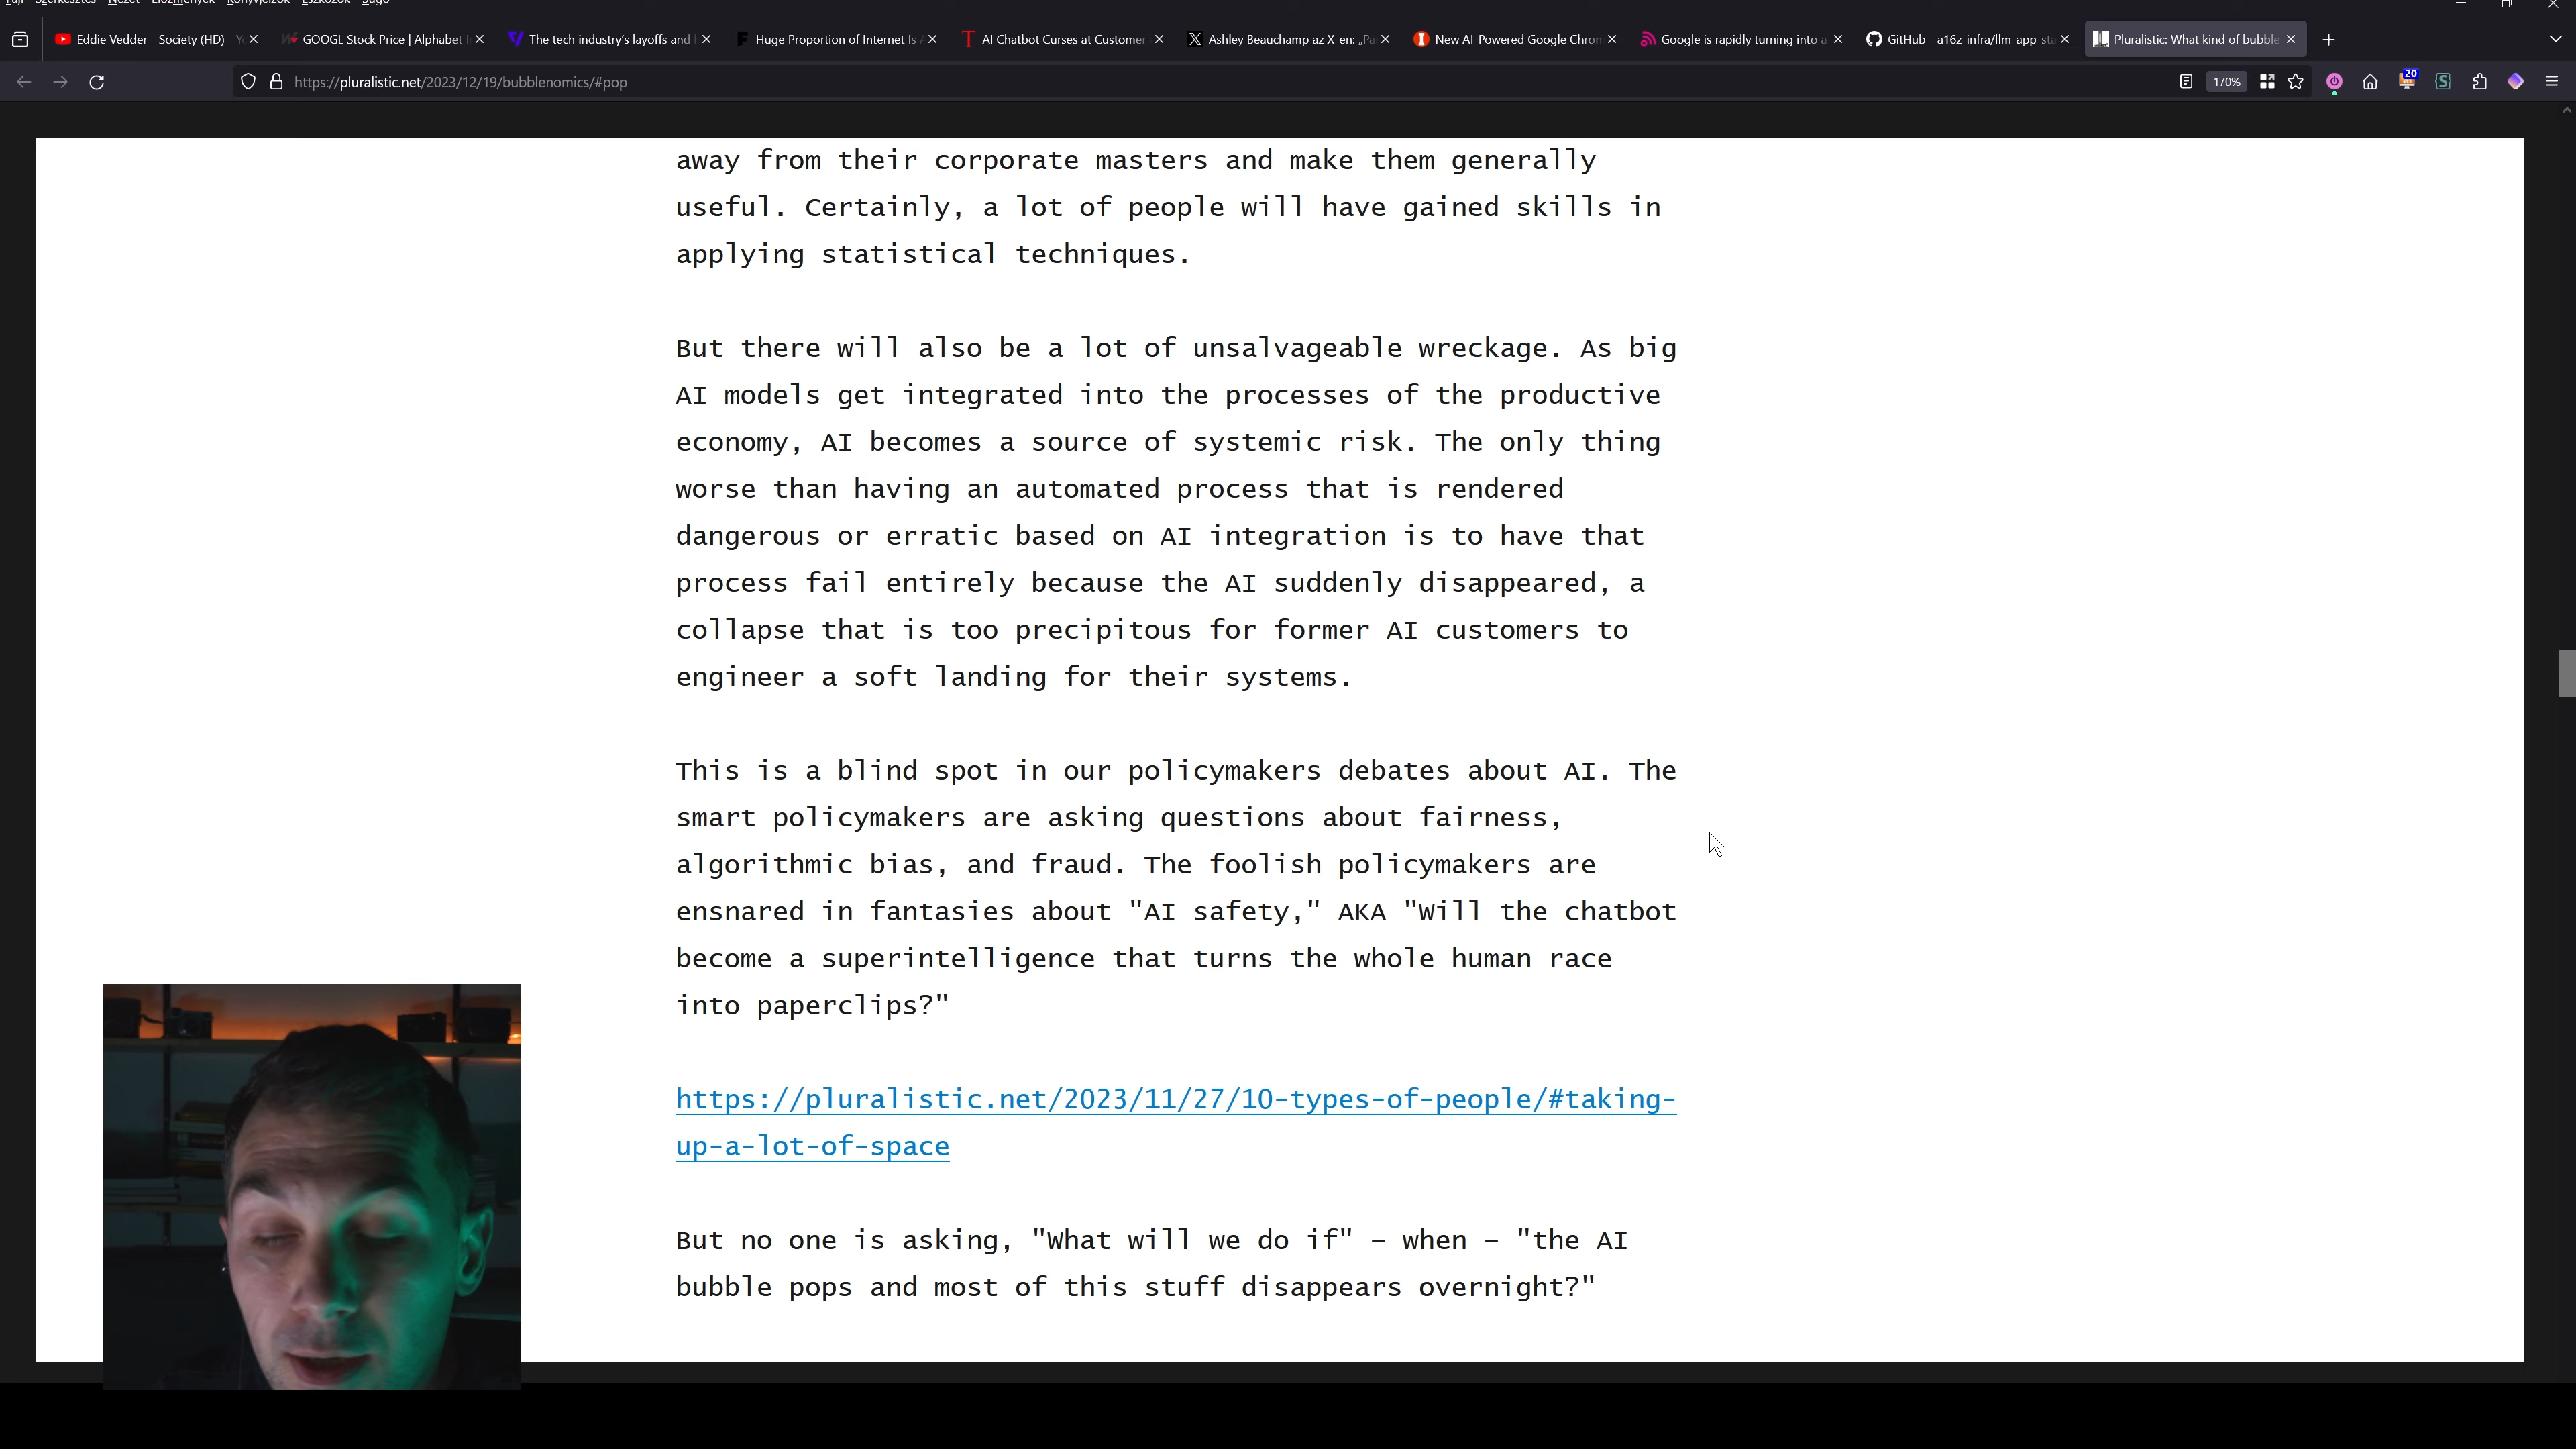 Fájl Szerkesztés Nézet Előzmények Könyvjelzők Eszközök Súgó
Eddie Vedder - Society (HD) - Y
GOOGL Stock Price | Alphabet I
The tech industry's layoffs and
Huge Proportion of Internet Is
AI Chatbot Curses at Customer
Ashley Beauchamp az X-en: „Pa
New AI-Powered Google Chrom
Google is rapidly turning into a
GitHub - a16z-infra/llm-app-sta
Pluralistic: What kind of bubble
https://pluralistic.net/2023/12/19/bubblenomics/#pop
170%
20
away from their corporate masters and make them generally
useful. Certainly, a lot of people will have gained skills in
applying statistical techniques.
But there will also be a lot of unsalvageable wreckage. As big
AI models get integrated into the processes of the productive
economy, AI becomes a source of systemic risk. The only thing
worse than having an automated process that is rendered
dangerous or erratic based on AI integration is to have that
process fail entirely because the AI suddenly disappeared, a
collapse that is too precipitous for former AI customers to
engineer a soft landing for their systems.
This is a blind spot in our policymakers debates about AI. The
smart policymakers are asking questions about fairness,
algorithmic bias, and fraud. The foolish policymakers are
ensnared in fantasies about "AI safety," AKA "Will the chatbot
become a superintelligence that turns the whole human race
into paperclips?"
https://pluralistic.net/2023/11/27/10-types-of-people/#taking-
up-a-lot-of-space
But no one is asking, "What will we do if" – when – "the AI
bubble pops and most of this stuff disappears overnight?"